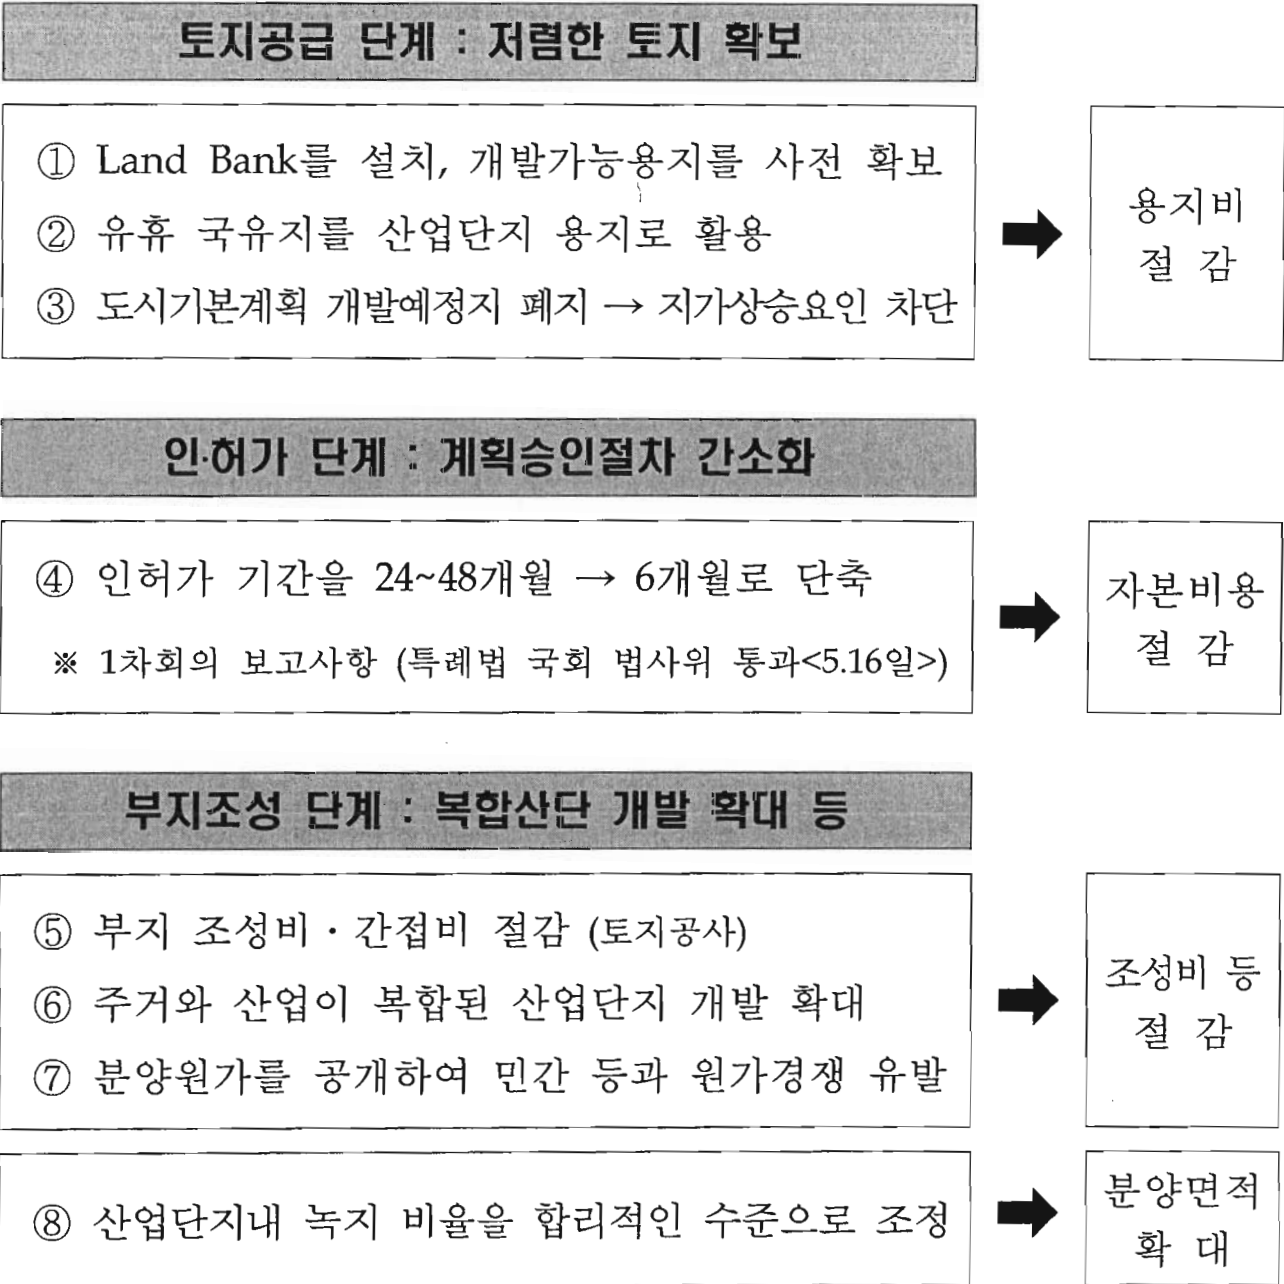 토지공급 단계 : 저렴한 토지 확보
① Land Bank를 설치, 개발가능용지를 사전 확보
② 유휴 국유지를 산업단지 용지로 활용
③ 도시기본계획 개발예정지 폐지 → 지가상승요인 차단
용지비
절 감
인·허가 단계 : 계획승인절차 간소화
④ 인허가 기간을 24~48개월 → 6개월로 단축
※ 1차회의 보고사항 (특례법 국회 법사위 통과<5.16일>)
자본비용
절 감
부지조성 단계 : 복합산단 개발 확대 등
⑤ 부지 조성비 · 간접비 절감 (토지공사)
⑥ 주거와 산업이 복합된 산업단지 개발 확대
⑦ 분양원가를 공개하여 민간 등과 원가경쟁 유발
조성비 등
절 감
⑧ 산업단지내 녹지 비율을 합리적인 수준으로 조정
분양면적
확 대